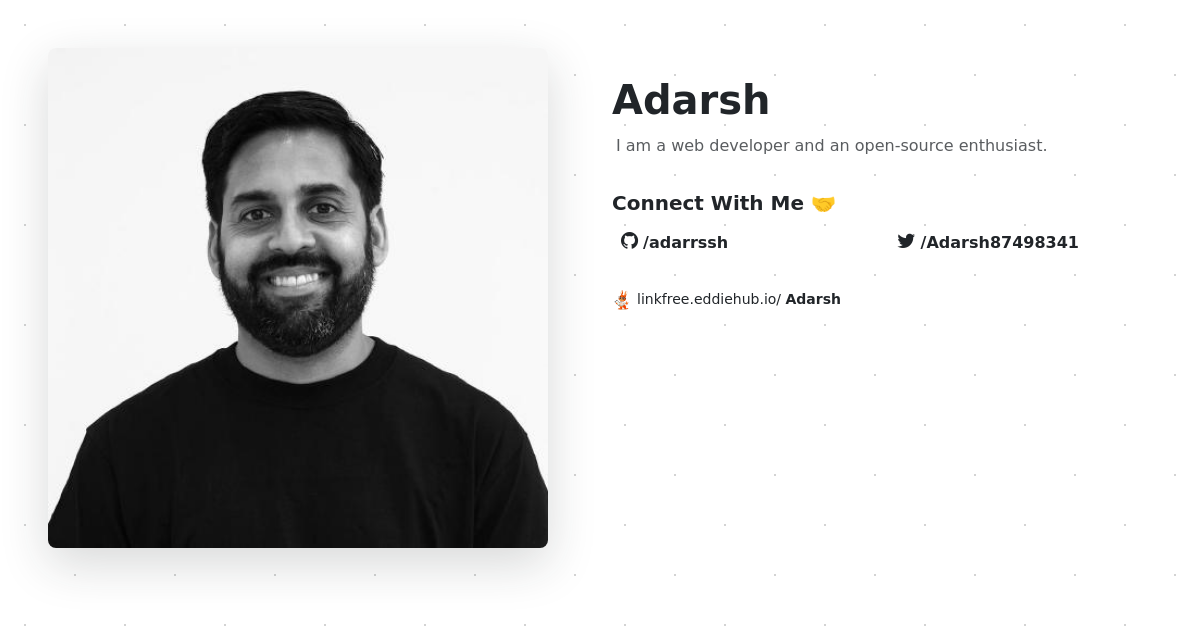 Adarsh
I am a web developer and an open-source enthusiast.
Connect With Me 🤝
/adarrssh
/Adarsh87498341
linkfree.eddiehub.io/ Adarsh